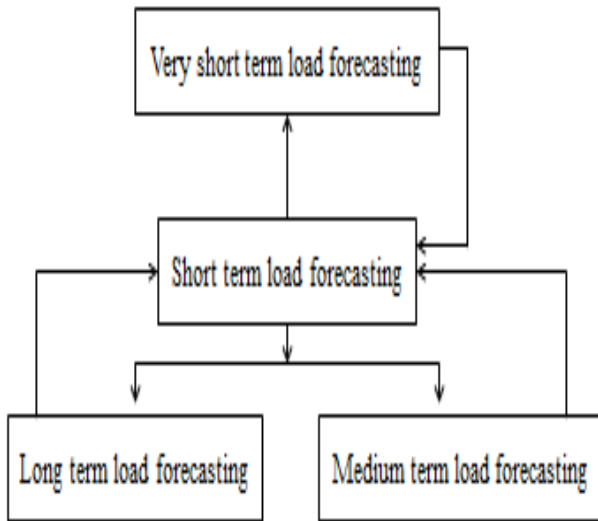 Very short term load forecasting
Short term load forecasting
Long term load forecasting
Medium term load forecasting